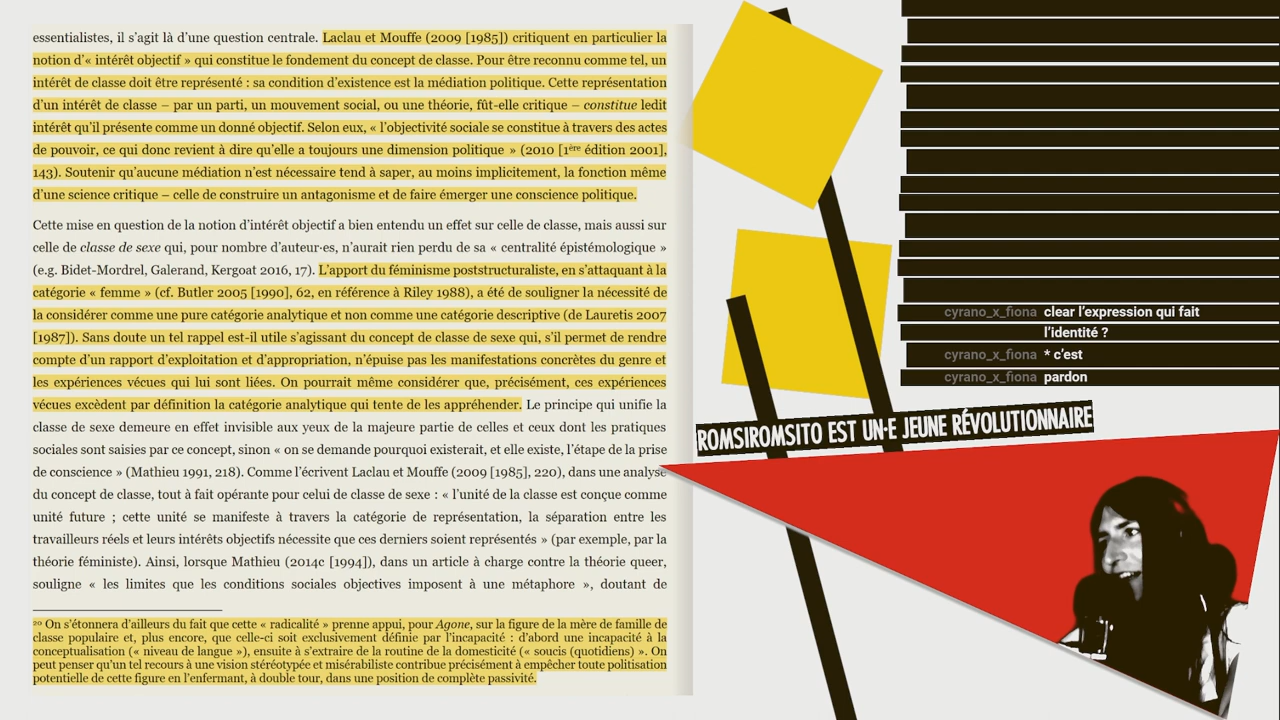 essentialistes, il s’agit là d’une question centrale. Laclau et Mouffe (2009 [1985]) critiquent en particulier la
notion d’« intérêt objectif » qui constitue le fondement du concept de classe. Pour être reconnu comme tel, un
intérêt de classe doit être représenté : sa condition d’existence est la médiation politique. Cette représentation
d’un intérêt de classe – par un parti, un mouvement social, ou une théorie, fût-elle critique – constitue ledit
intérêt qu’il présente comme un donné objectif. Selon eux, « l’objectivité sociale se constitue à travers des actes
de pouvoir, ce qui donc revient à dire qu’elle a toujours une dimension politique » (2010 [1ère édition 2001],
143). Soutenir qu’aucune médiation n’est nécessaire tend à saper, au moins implicitement, la fonction même
d’une science critique – celle de construire un antagonisme et de faire émerger une conscience politique.
Cette mise en question de la notion d’intérêt objectif a bien entendu un effet sur celle de classe, mais aussi sur
celle de classe de sexe qui, pour nombre d’auteur·es, n’aurait rien perdu de sa « centralité épistémologique »
(e.g. Bidet-Mordrel, Galerand, Kergoat 2016, 17). L’apport du féminisme poststructuraliste, en s’attaquant à la
catégorie « femme » (cf. Butler 2005 [1990], 62, en référence à Riley 1988), a été de souligner la nécessité de
la considérer comme une pure catégorie analytique et non comme une catégorie descriptive (de Lauretis 2007
[1987]). Sans doute un tel rappel est-il utile s’agissant du concept de classe de sexe qui, s’il permet de rendre
compte d’un rapport d’exploitation et d’appropriation, n’épuise pas les manifestations concrètes du genre et
les expériences vécues qui lui sont liées. On pourrait même considérer que, précisément, ces expériences
vécues excèdent par définition la catégorie analytique qui tente de les appréhender. Le principe qui unifie la
classe de sexe demeure en effet invisible aux yeux de la majeure partie de celles et ceux dont les pratiques
sociales sont saisies par ce concept, sinon « on se demande pourquoi existerait, et elle existe, l’étape de la prise
de conscience » (Mathieu 1991, 218). Comme l’écrivent Laclau et Mouffe (2009 [1985], 220), dans une analyse
du concept de classe, tout à fait opérante pour celui de classe de sexe : « l’unité de la classe est conçue comme
unité future ; cette unité se manifeste à travers la catégorie de représentation, la séparation entre les
travailleurs réels et leurs intérêts objectifs nécessite que ces derniers soient représentés » (par exemple, par la
théorie féministe). Ainsi, lorsque Mathieu (2014c [1994]), dans un article à charge contre la théorie queer,
souligne « les limites que les conditions sociales objectives imposent à une métaphore », doutant de
20 On s’étonnera d’ailleurs du fait que cette « radicalité » prenne appui, pour Agone, sur la figure de la mère de famille de
classe populaire et, plus encore, que celle-ci soit exclusivement définie par l’incapacité : d’abord une incapacité à la
conceptualisation (« niveau de langue »), ensuite à s’extraire de la routine de la domesticité (« soucis (quotidiens) ». On
peut penser qu’un tel recours à une vision stéréotypée et misérabiliste contribue précisément à empêcher toute politisation
potentielle de cette figure en l’enfermant, à double tour, dans une position de complète passivité.
cyrano_x_fiona clear l’expression qui fait
l’identité ?
cyrano_x_fiona * c’est
cyrano_x_fiona pardon
ROMSIROMSITO EST UN·E JEUNE RÉVOLUTIONNAIRE